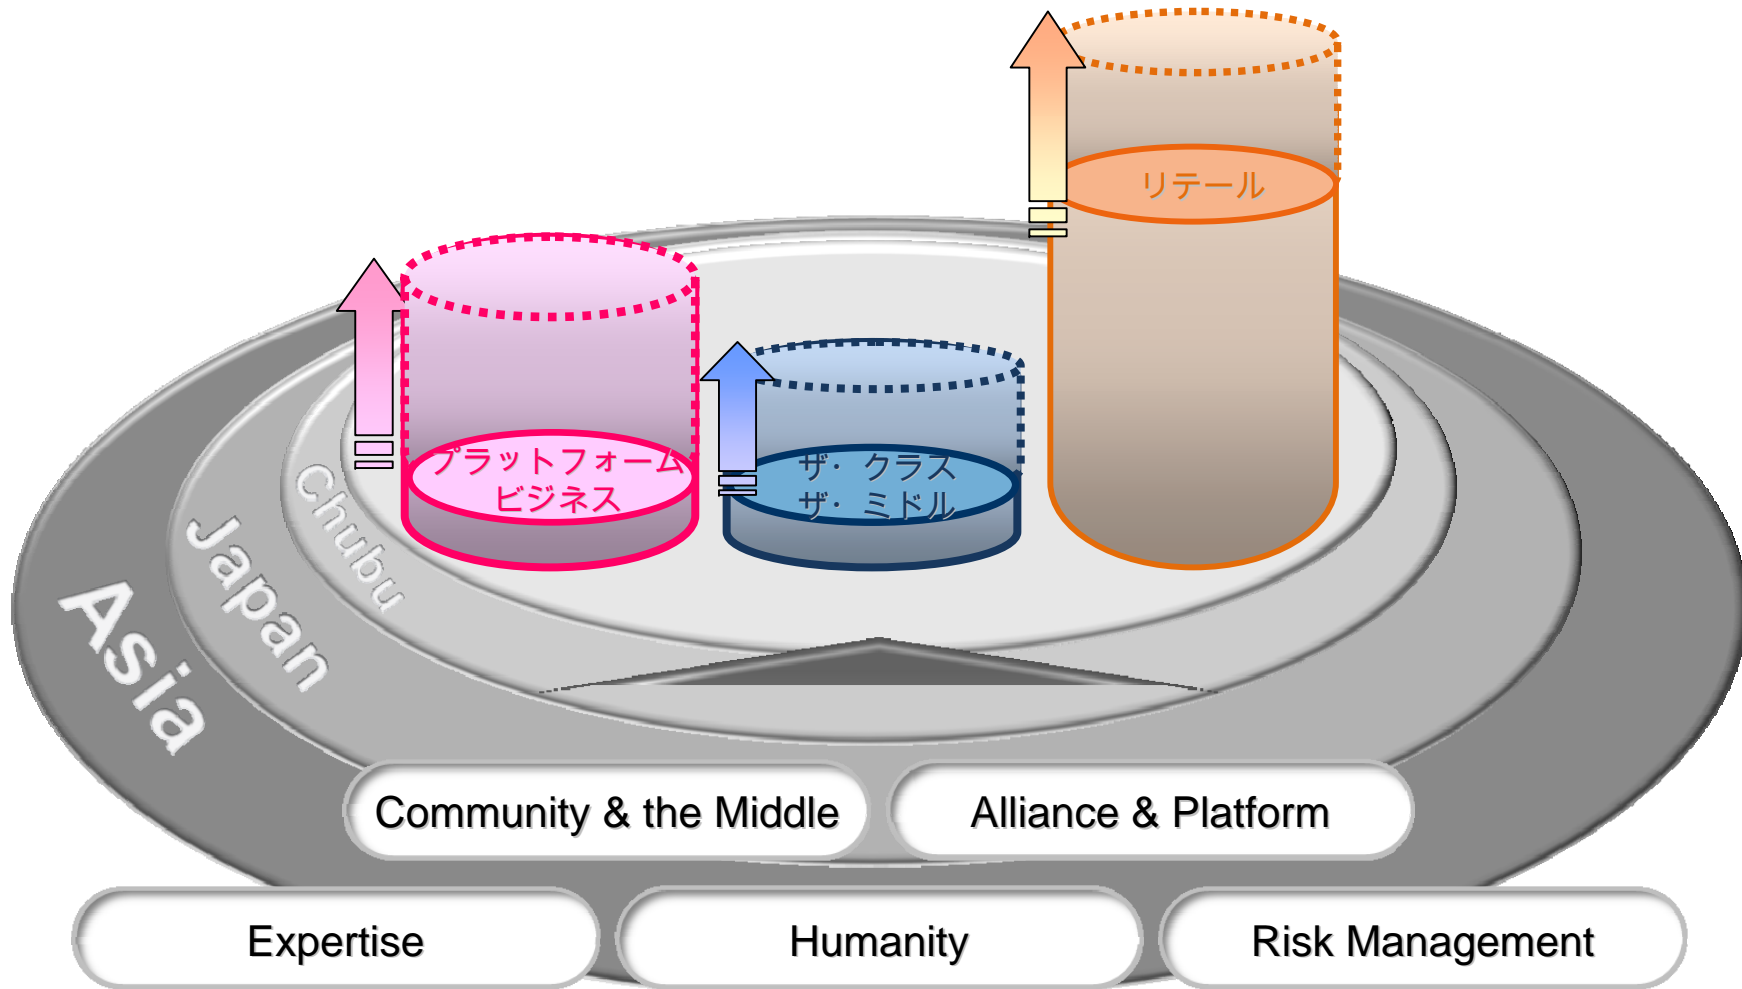 リテール
プラットフォーム
ビジネス
ザ・クラス
ザ・ミドル
Chubu
Japan
Asia
Community & the Middle
Alliance & Platform
Expertise
Humanity
Risk Management